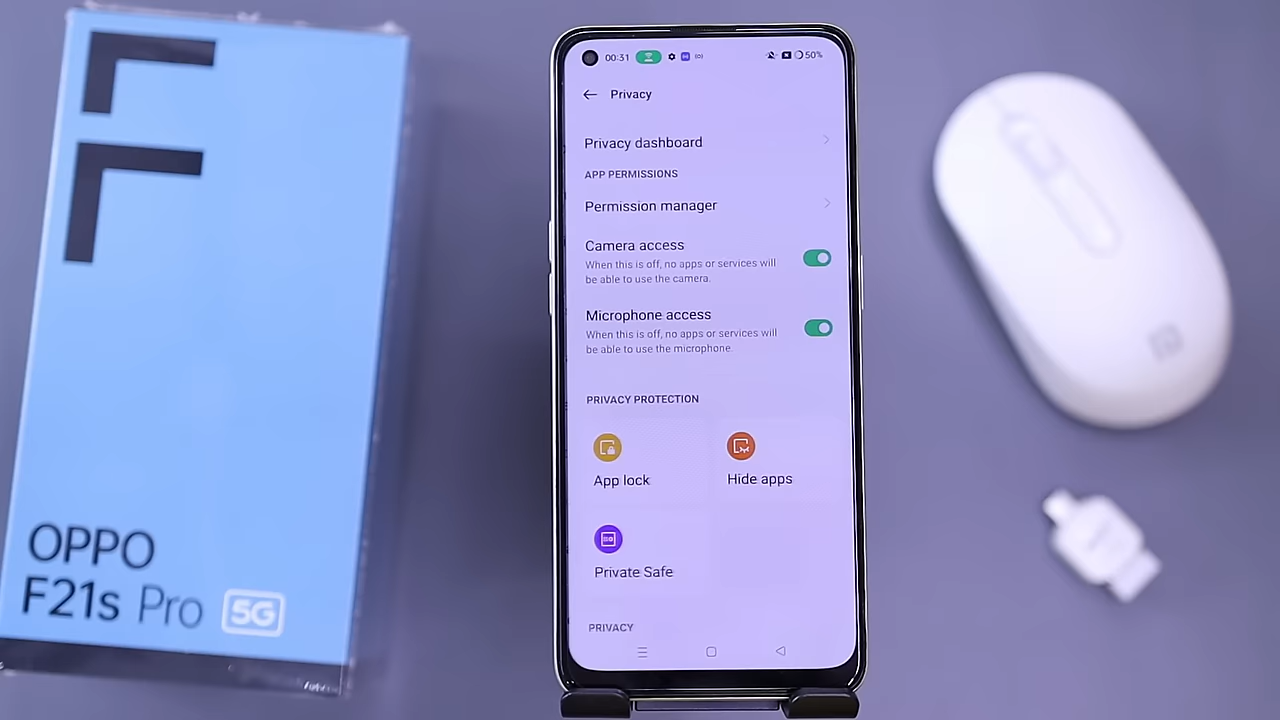 OPPO
F21s Pro 5G
00:31
50%
Privacy
Privacy dashboard
APP PERMISSIONS
Permission manager
Camera access
When this is off, no apps or services will
be able to use the camera.
Microphone access
When this is off, no apps or services will
be able to use the microphone.
PRIVACY PROTECTION
App lock
Hide apps
Private Safe
PRIVACY